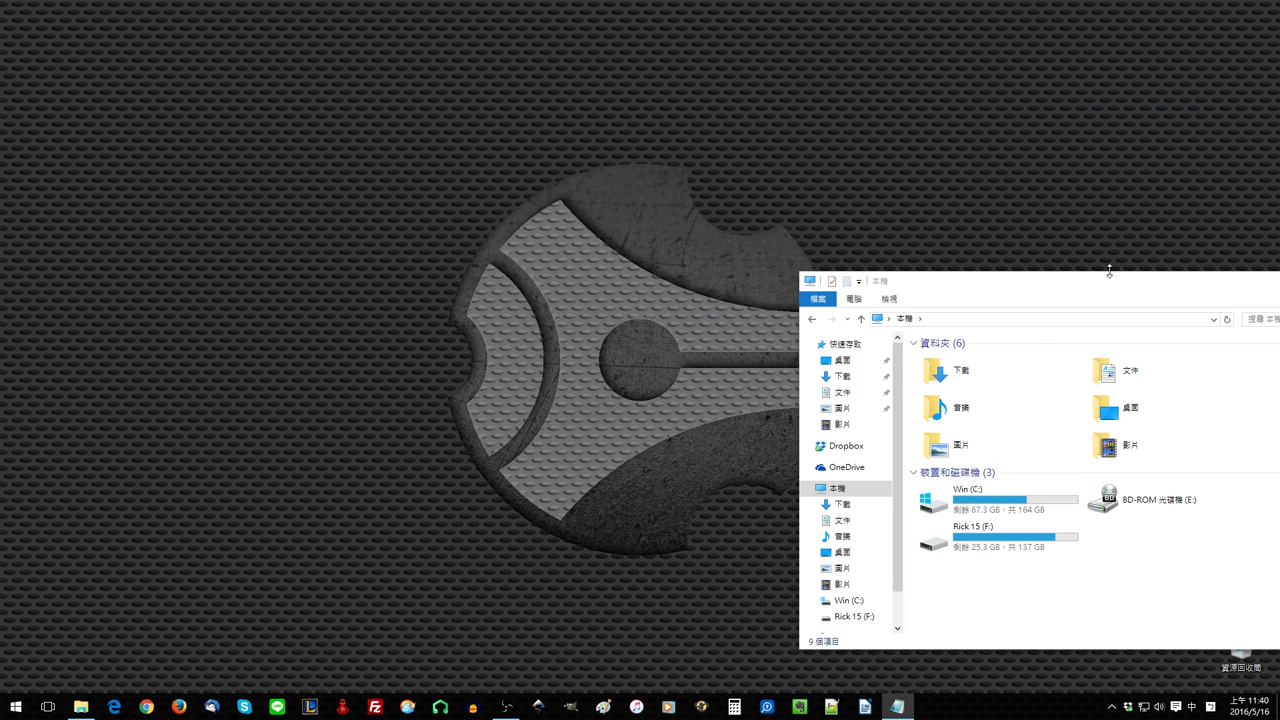 本機
檔案 電腦 檢視
本機
搜尋 本機
快速存取
桌面
下載
文件
圖片
影片
Dropbox
OneDrive
本機
下載
文件
音樂
桌面
圖片
影片
Win (C:)
Rick 15 (F:)
資料夾 (6)
下載
文件
音樂
桌面
圖片
影片
裝置和磁碟機 (3)
Win (C:)
剩餘 67.3 GB，共 164 GB
BD-ROM 光碟機 (E:)
BD
Rick 15 (F:)
剩餘 25.3 GB，共 137 GB
9 個項目
資源回收筒
中
上午 11:40
2016/5/16